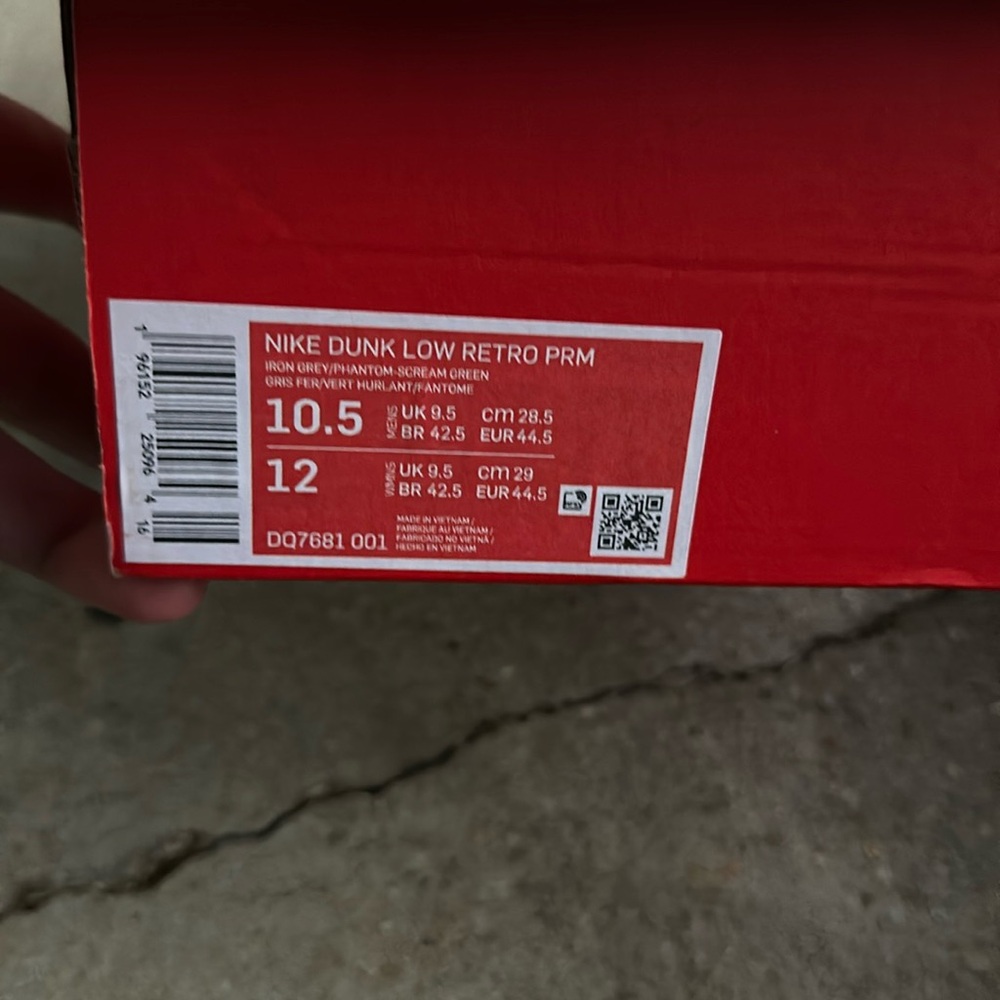 NIKE DUNK LOW RETRO PRM
IRON GREY/PHANTOM-SCREAM GREEN
GRIS FER/VERT HURLANT/FANTOME
10.5 MENS UK 9.5 cm 28.5
BR 42.5 EUR 44.5
12 WMNS UK 9.5 cm 29
BR 42.5 EUR 44.5
MADE IN VIETNAM /
FABRIQUE AU VIETNAM /
FABRICADO NO VIETNÃ /
HECHO EN VIETNAM
DQ7681 001
1 96152 25096 4 16